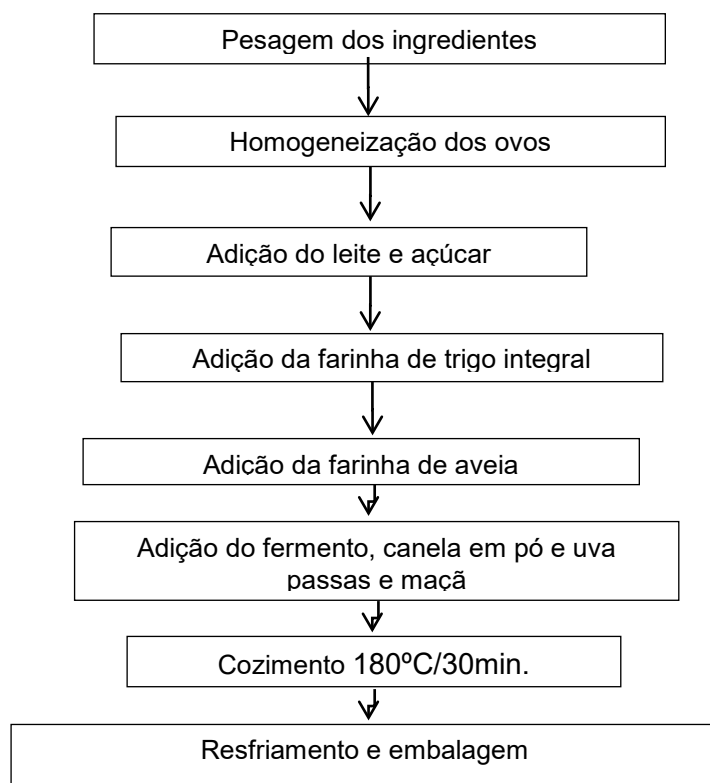 Pesagem dos ingredientes
Homogeneização dos ovos
Adição do leite e açúcar
Adição da farinha de trigo integral
Adição da farinha de aveia
Adição do fermento, canela em pó e uva
passas e maçã
Cozimento 180ºC/30min.
Resfriamento e embalagem